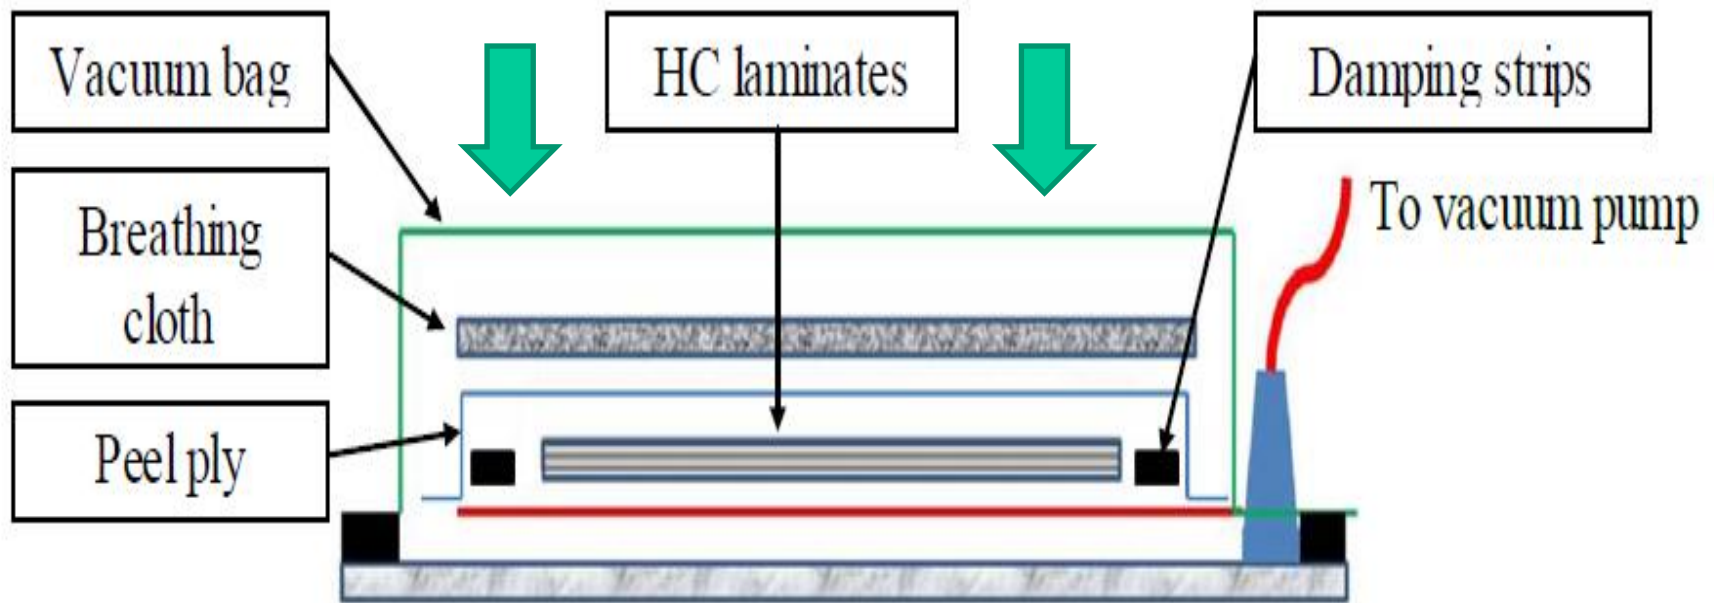 Vacuum bag
HC laminates
Damping strips
Breathing
cloth
To vacuum pump
Peel ply